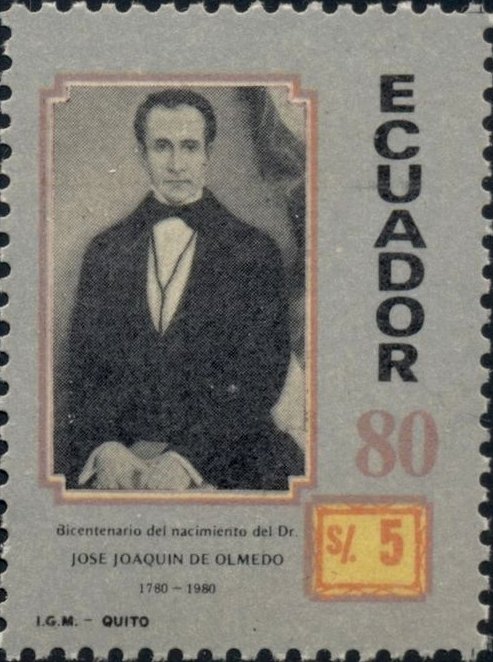 ECUADOR
80
S/. 5
Bicentenario del nacimiento del Dr.
JOSE JOAQUIN DE OLMEDO
1780 – 1980
I.G.M. – QUITO